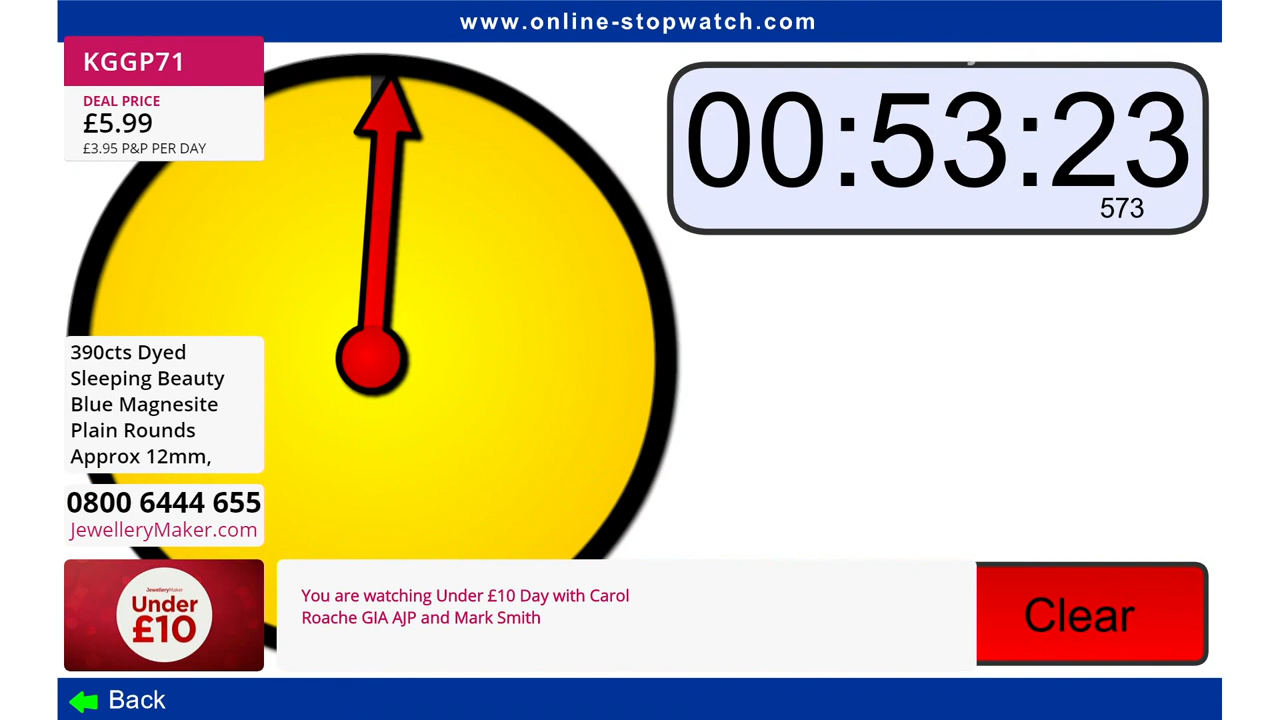 www.online-stopwatch.com
KGGP71
DEAL PRICE
£5.99
£3.95 P&P PER DAY
00:53:23
573
390cts Dyed
Sleeping Beauty
Blue Magnesite
Plain Rounds
Approx 12mm,
0800 6444 655
JewelleryMaker.com
JewelleryMaker
Under
£10
You are watching Under £10 Day with Carol
Roache GIA AJP and Mark Smith
Clear
Back